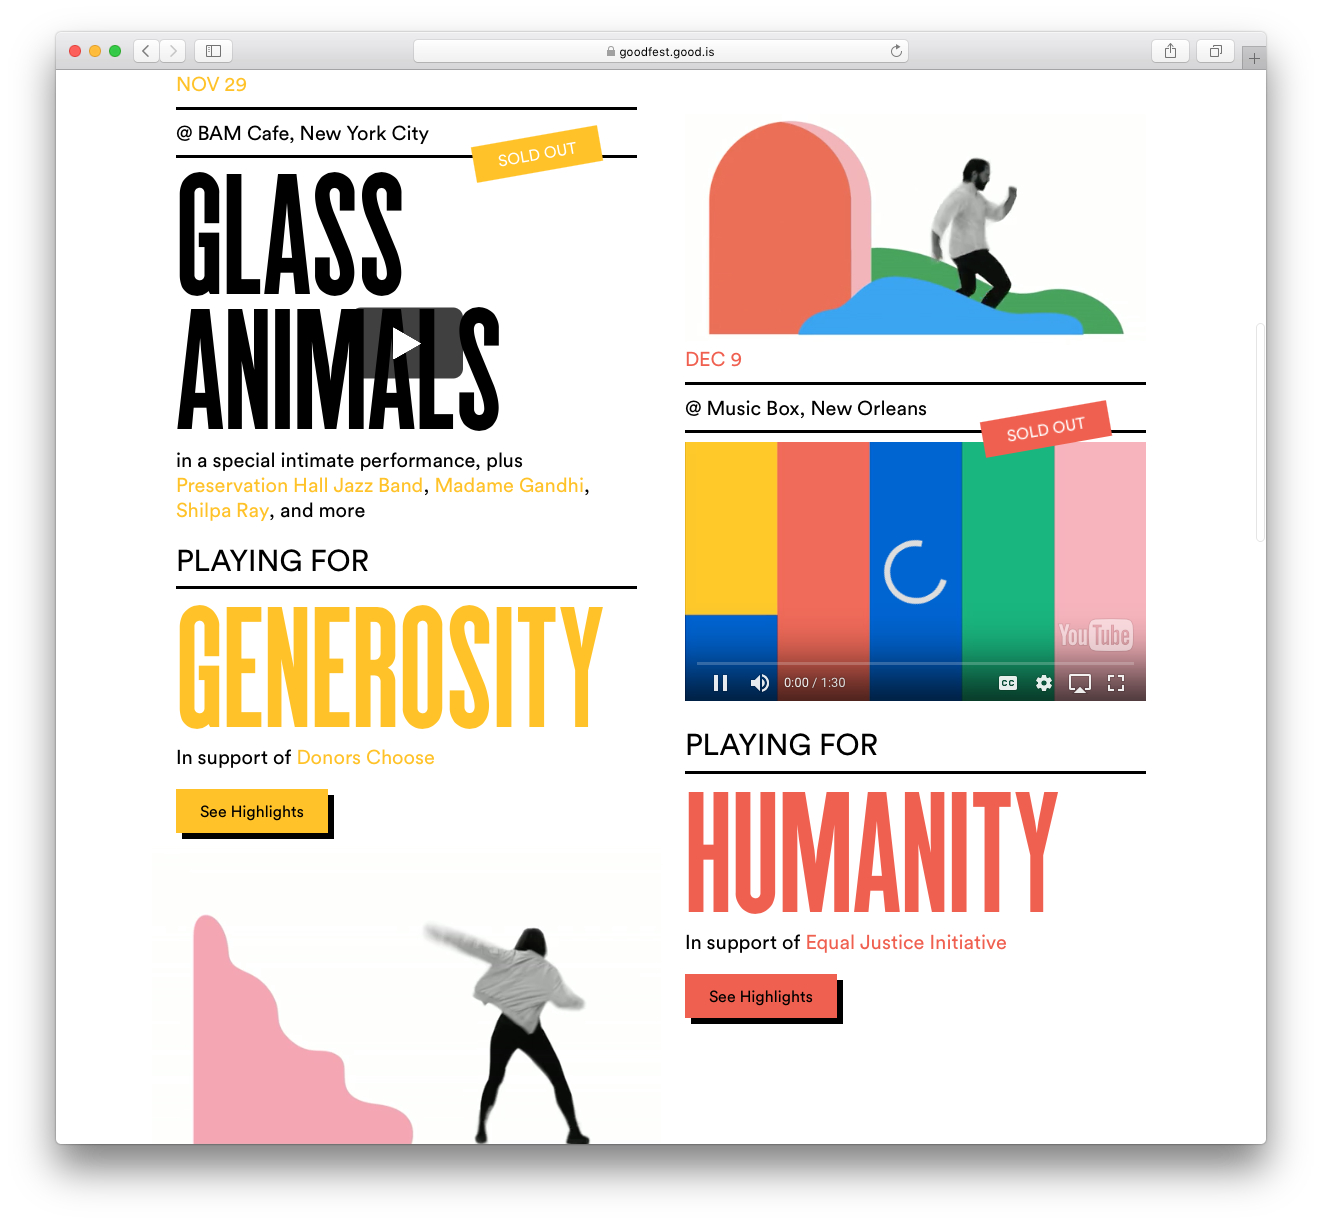 goodfest.good.is
NOV 29
@ BAM Cafe, New York City
SOLD OUT
GLASS
ANIMALS
in a special intimate performance, plus
Preservation Hall Jazz Band, Madame Gandhi,
Shilpa Ray, and more
PLAYING FOR
GENEROSITY
In support of Donors Choose
See Highlights
DEC 9
@ Music Box, New Orleans
SOLD OUT
YouTube
0:00 / 1:30
CC
PLAYING FOR
HUMANITY
In support of Equal Justice Initiative
See Highlights